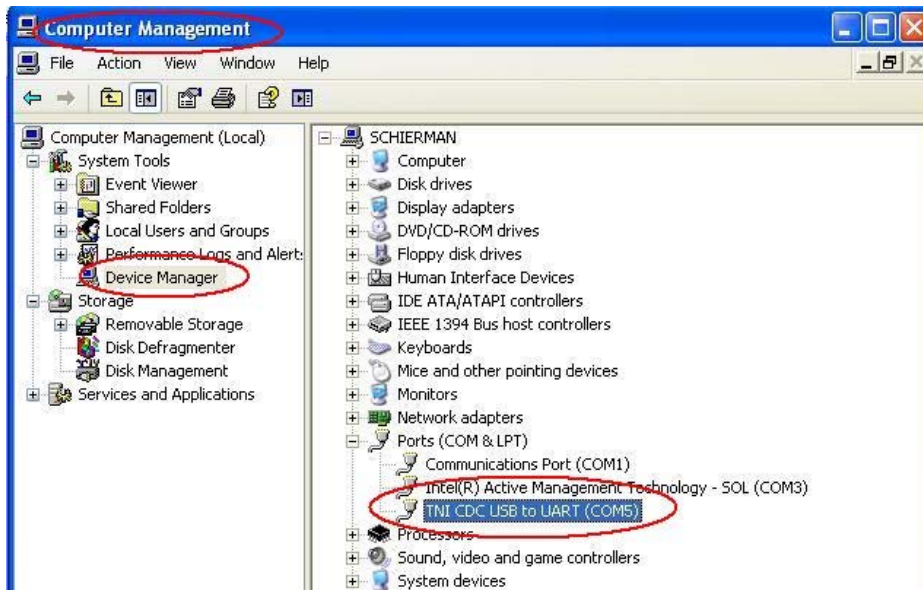 Computer Management
File Action View Window Help
Computer Management (Local)
System Tools
Event Viewer
Shared Folders
Local Users and Groups
Performance Logs and Alert:
Device Manager
Storage
Removable Storage
Disk Defragmenter
Disk Management
Services and Applications
SCHIERMAN
Computer
Disk drives
Display adapters
DVD/CD-ROM drives
Floppy disk drives
Human Interface Devices
IDE ATA/ATAPI controllers
IEEE 1394 Bus host controllers
Keyboards
Mice and other pointing devices
Monitors
Network adapters
Ports (COM & LPT)
Communications Port (COM1)
Intel(R) Active Management Technology - SOL (COM3)
TNI CDC USB to UART (COM5)
Processors
Sound, video and game controllers
System devices